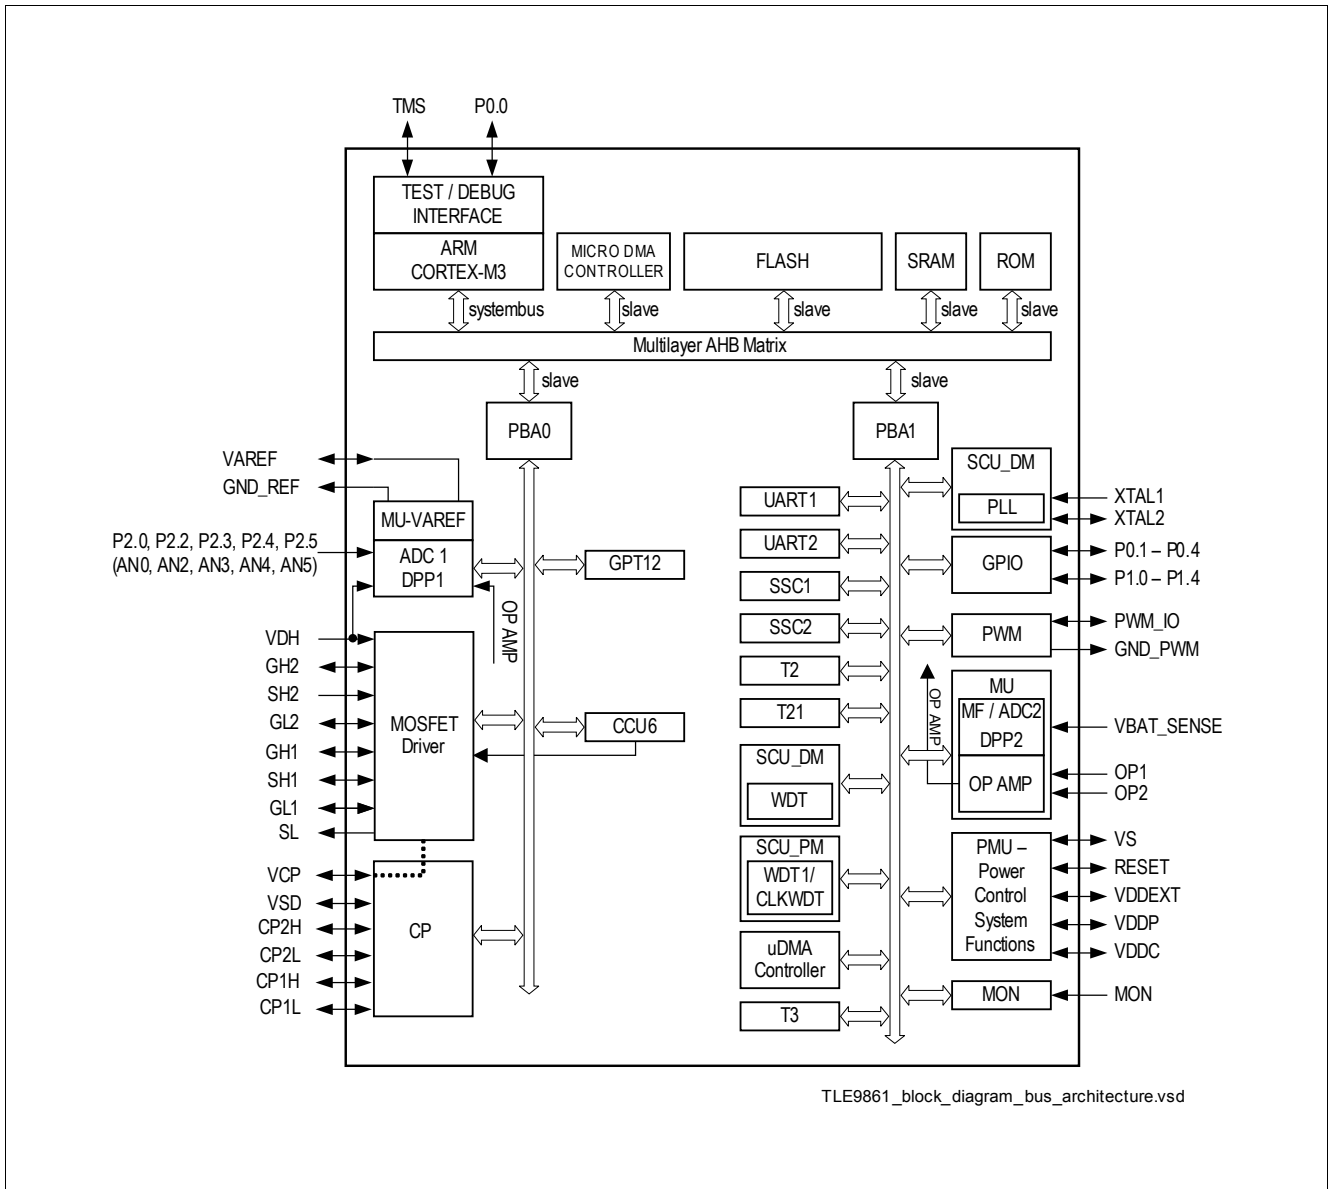 TMS
P0.0
TEST / DEBUG
INTERFACE
ARM
CORTEX-M3
MICRO DMA
CONTROLLER
FLASH
SRAM
ROM
systembus
slave
slave
slave
slave
Multilayer AHB Matrix
slave
slave
PBA0
PBA1
VAREF
GND_REF
MU-VAREF
P2.0, P2.2, P2.3, P2.4, P2.5
(AN0, AN2, AN3, AN4, AN5)
ADC 1
DPP1
OP AMP
GPT12
VDH
GH2
SH2
GL2
GH1
SH1
GL1
SL
MOSFET
Driver
CCU6
VCP
VSD
CP2H
CP2L
CP1H
CP1L
CP
UART1
UART2
SSC1
SSC2
T2
T21
SCU_DM
WDT
SCU_PM
WDT1/
CLKWDT
uDMA
Controller
T3
SCU_DM
PLL
XTAL1
XTAL2
GPIO
P0.1 – P0.4
P1.0 – P1.4
PWM
PWM_IO
GND_PWM
OP AMP
MU
MF / ADC2
DPP2
OP AMP
VBAT_SENSE
OP1
OP2
PMU –
Power
Control
System
Functions
VS
RESET
VDDEXT
VDDP
VDDC
MON
MON
TLE9861_block_diagram_bus_architecture.vsd